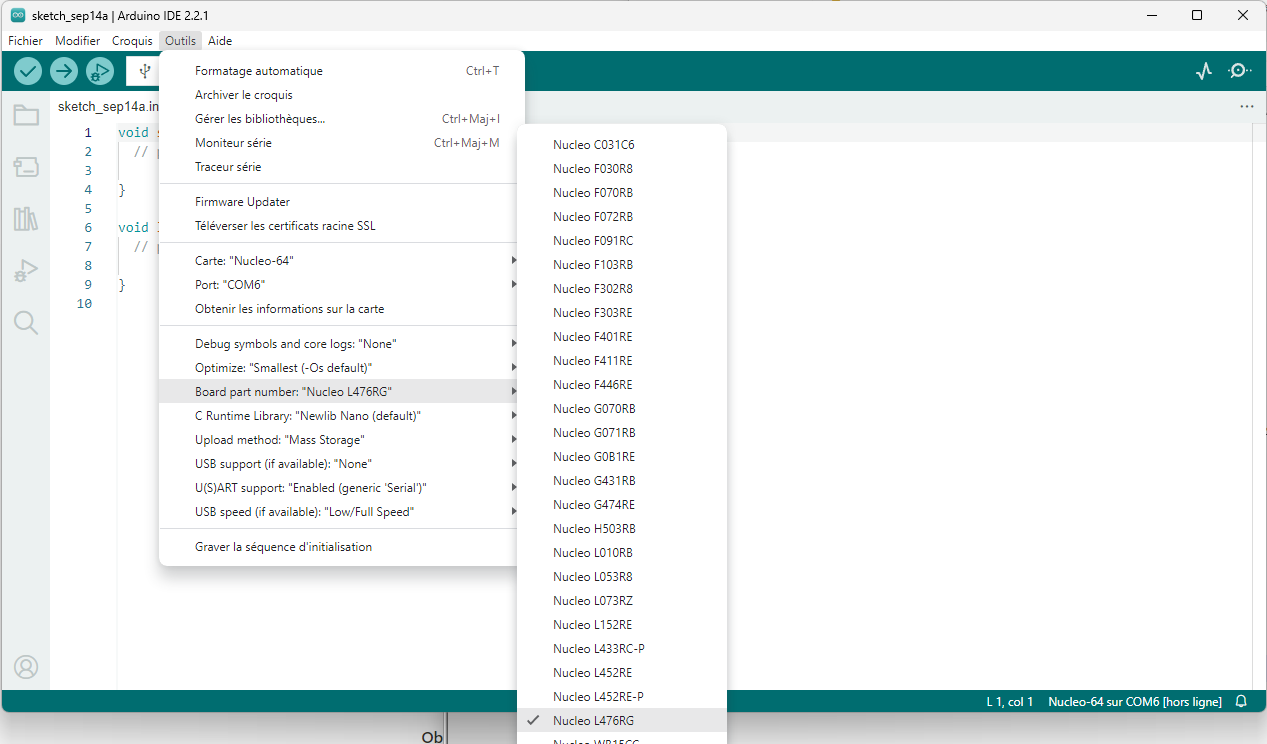 sketch_sep14a | Arduino IDE 2.2.1
Fichier Modifier Croquis Outils Aide
sketch_sep14a.in
1 void
2 //
3
4 }
5
6 void
7 //
8
9 }
10
Formatage automatique Ctrl+T
Archiver le croquis
Gérer les bibliothèques... Ctrl+Maj+I
Moniteur série Ctrl+Maj+M
Traceur série
Firmware Updater
Téléverser les certificats racine SSL
Carte: "Nucleo-64"
Port: "COM6"
Obtenir les informations sur la carte
Debug symbols and core logs: "None"
Optimize: "Smallest (-Os default)"
Board part number: "Nucleo L476RG"
C Runtime Library: "Newlib Nano (default)"
Upload method: "Mass Storage"
USB support (if available): "None"
U(S)ART support: "Enabled (generic 'Serial')"
USB speed (if available): "Low/Full Speed"
Graver la séquence d'initialisation
Nucleo C031C6
Nucleo F030R8
Nucleo F070RB
Nucleo F072RB
Nucleo F091RC
Nucleo F103RB
Nucleo F302R8
Nucleo F303RE
Nucleo F401RE
Nucleo F411RE
Nucleo F446RE
Nucleo G070RB
Nucleo G071RB
Nucleo G0B1RE
Nucleo G431RB
Nucleo G474RE
Nucleo H503RB
Nucleo L010RB
Nucleo L053R8
Nucleo L073RZ
Nucleo L152RE
Nucleo L433RC-P
Nucleo L452RE
Nucleo L452RE-P
Nucleo L476RG
Nucleo WB15CC
L 1, col 1 Nucleo-64 sur COM6 [hors ligne]
Ob